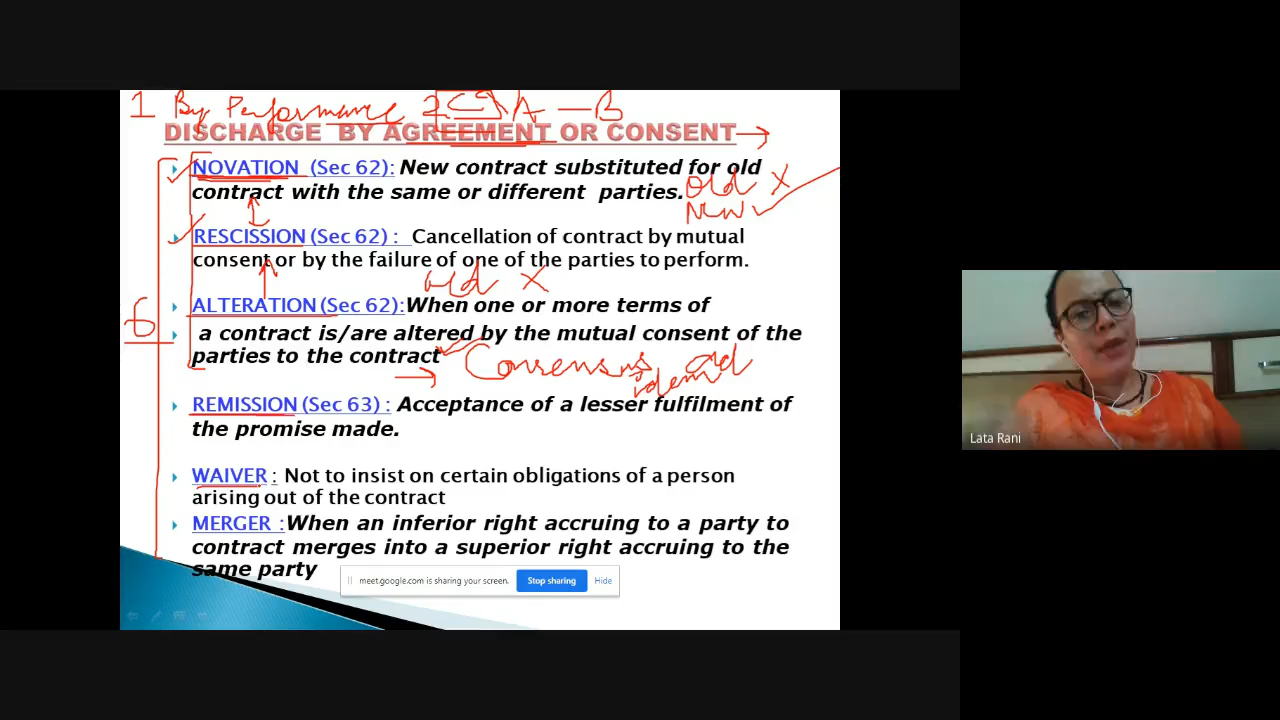 1 By Performance 2 A — B
DISCHARGE BY AGREEMENT OR CONSENT
NOVATION (Sec 62): New contract substituted for old
contract with the same or different parties.
old X
New ✓
RESCISSION (Sec 62) : Cancellation of contract by mutual
consent or by the failure of one of the parties to perform.
old X
ALTERATION (Sec 62):When one or more terms of
6
a contract is/are altered by the mutual consent of the
parties to the contract
Consensus ad
idem
REMISSION (Sec 63) : Acceptance of a lesser fulfilment of
the promise made.
WAIVER : Not to insist on certain obligations of a person
arising out of the contract
MERGER :When an inferior right accruing to a party to
contract merges into a superior right accruing to the
same party
meet.google.com is sharing your screen. Stop sharing Hide
Lata Rani